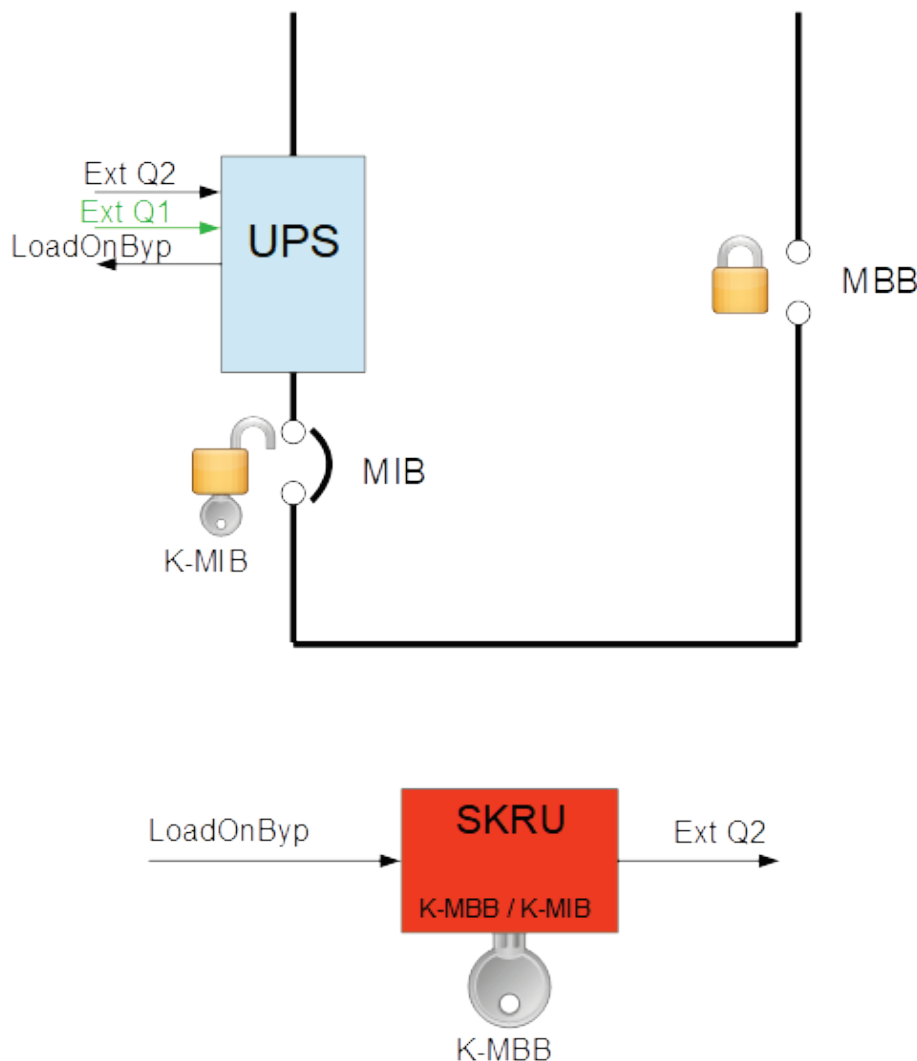 Ext Q2
Ext Q1
LoadOnByp
UPS
MBB
MIB
K-MIB
LoadOnByp
SKRU
Ext Q2
K-MBB / K-MIB
K-MBB